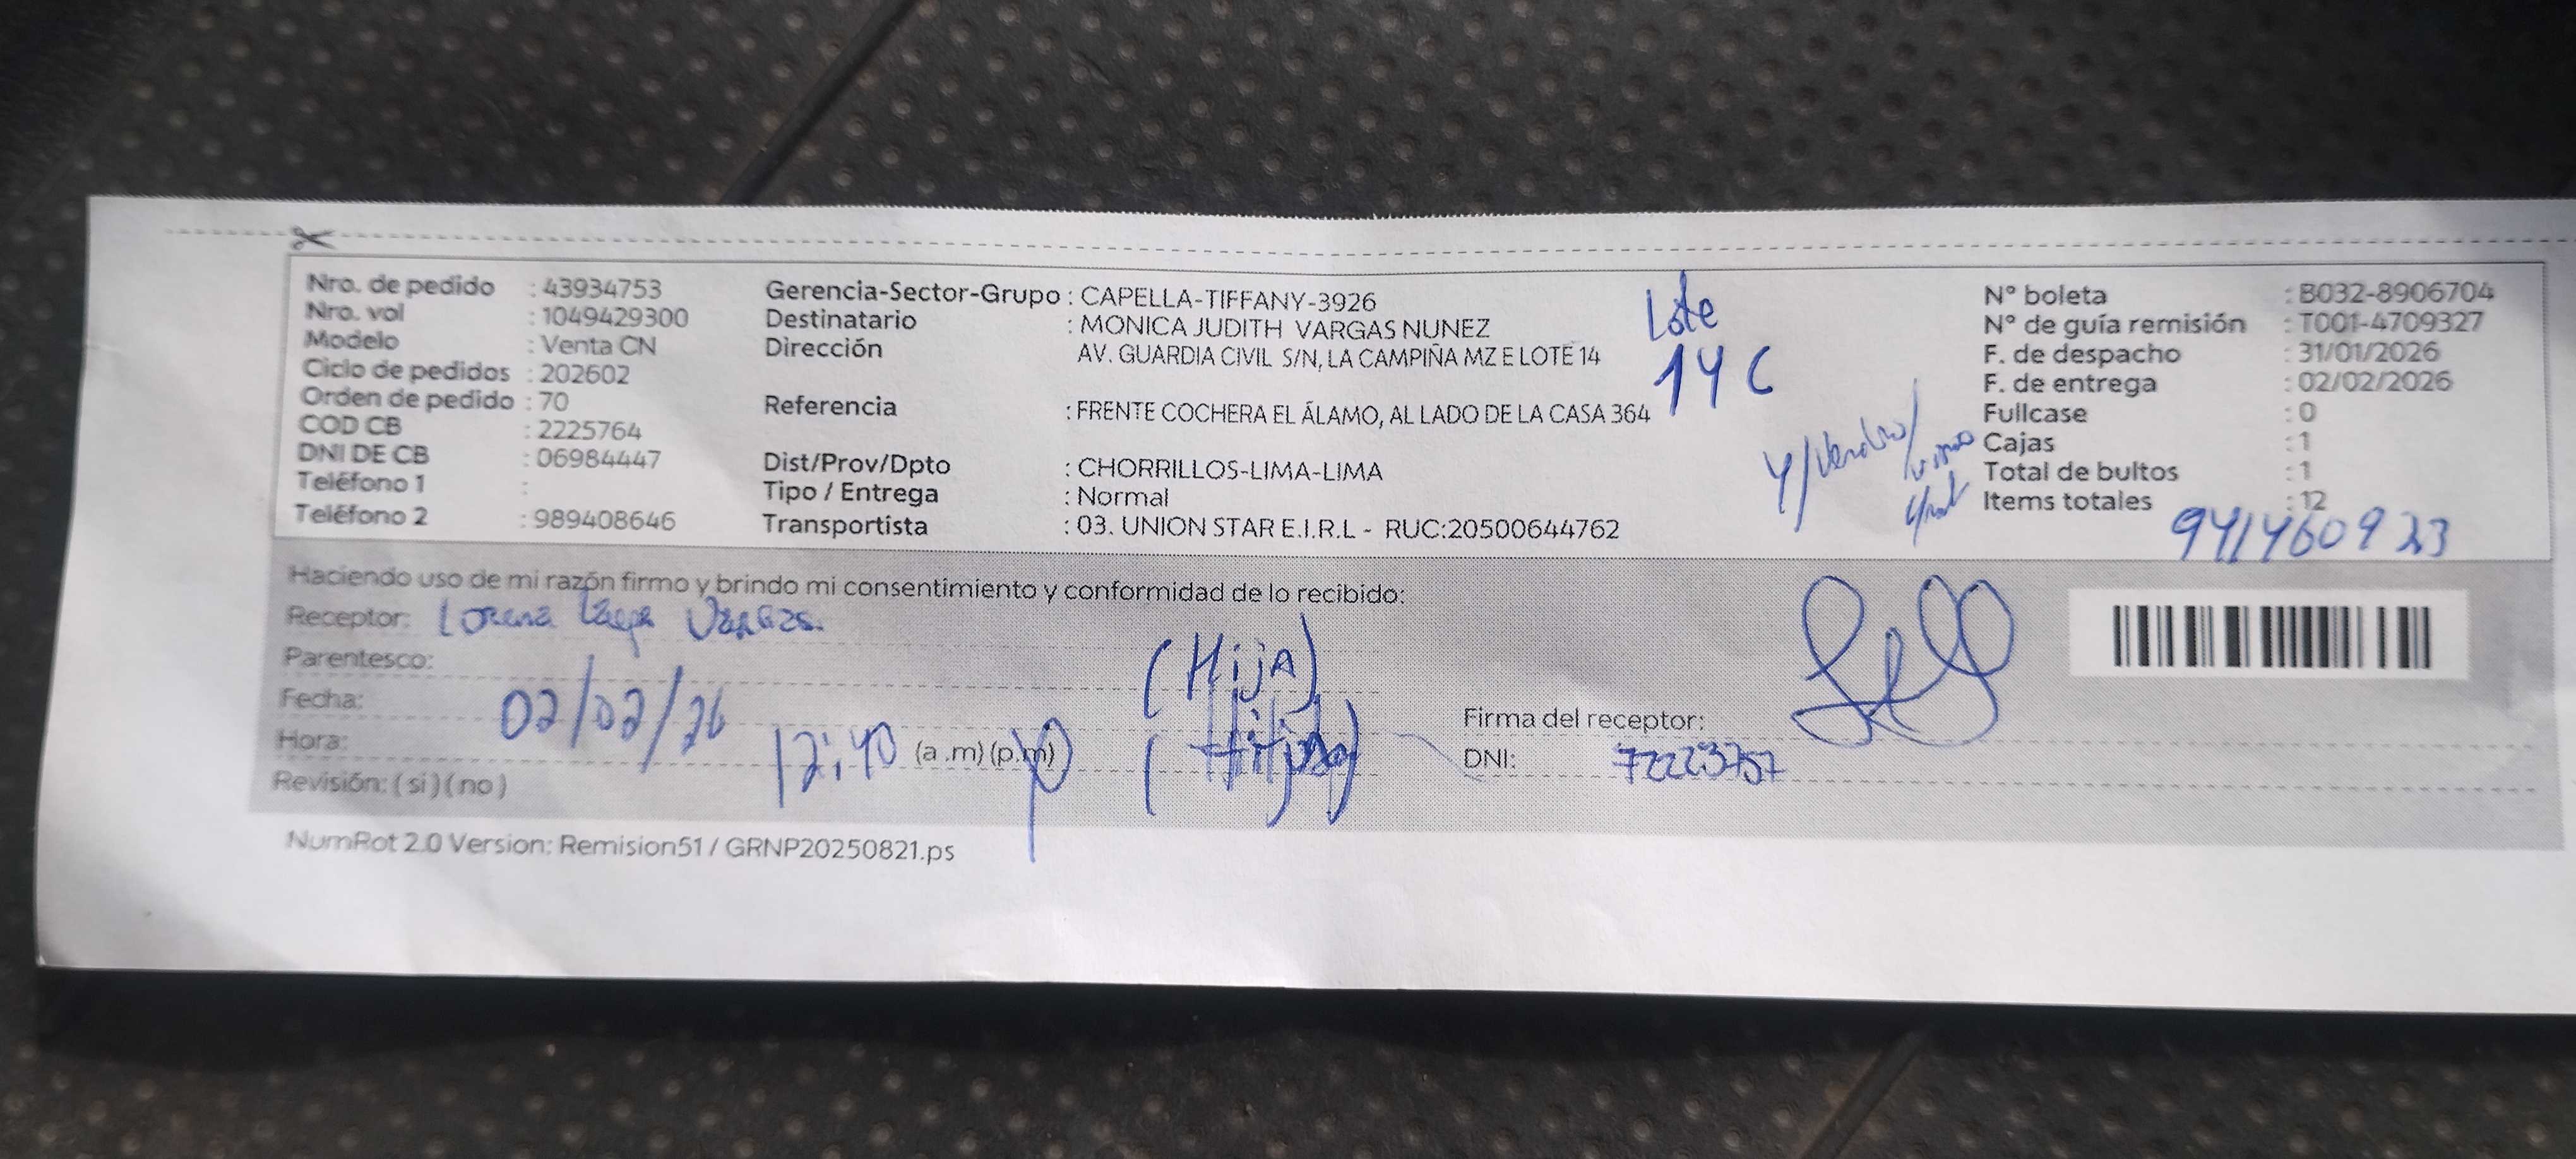 Nro. de pedido : 43934753
Nro. vol : 1049429300
Modelo : Venta CN
Ciclo de pedidos : 202602
Orden de pedido : 70
COD CB : 2225764
DNI DE CB : 06984447
Teléfono 1 :
Teléfono 2 : 989408646
Gerencia-Sector-Grupo : CAPELLA-TIFFANY-3926
Destinatario : MONICA JUDITH VARGAS NUNEZ
Dirección AV. GUARDIA CIVIL S/N, LA CAMPIÑA MZ E LOTE 14
Referencia : FRENTE COCHERA EL ÁLAMO, AL LADO DE LA CASA 364
Dist/Prov/Dpto : CHORRILLOS-LIMA-LIMA
Tipo / Entrega : Normal
Transportista : 03. UNION STAR E.I.R.L - RUC:20500644762
Lote
14 C
N° boleta : B032-8906704
N° de guía remisión : T001-4709327
F. de despacho : 31/01/2026
F. de entrega : 02/02/2026
Fullcase : 0
Cajas : 1
Total de bultos : 1
Items totales : 12
941460923
Haciendo uso de mi razón firmo y brindo mi consentimiento y conformidad de lo recibido:
Receptor: Lorena Vargas.
Parentesco: (Hija)
Fecha: 02/02/26
Hora: 12:40 (a .m) (p.m)
Revisión: ( si ) ( no )
Firma del receptor:
DNI: 72223757
NumRot 2.0 Version: Remision51 / GRNP20250821.ps